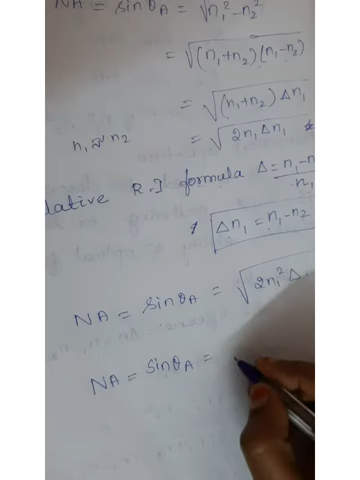 NA = sinθA = √n₁²-n₂²
= √(n₁+n₂)(n₁-n₂)
= √(n₁+n₂)Δn₁
n₁≈n₂ = √2n₁Δn₁
R.I formula Δ = n₁-n / n₁
Δn₁ = n₁-n₂
NA = sinθA = √2n₁²Δ
NA = sinθA =